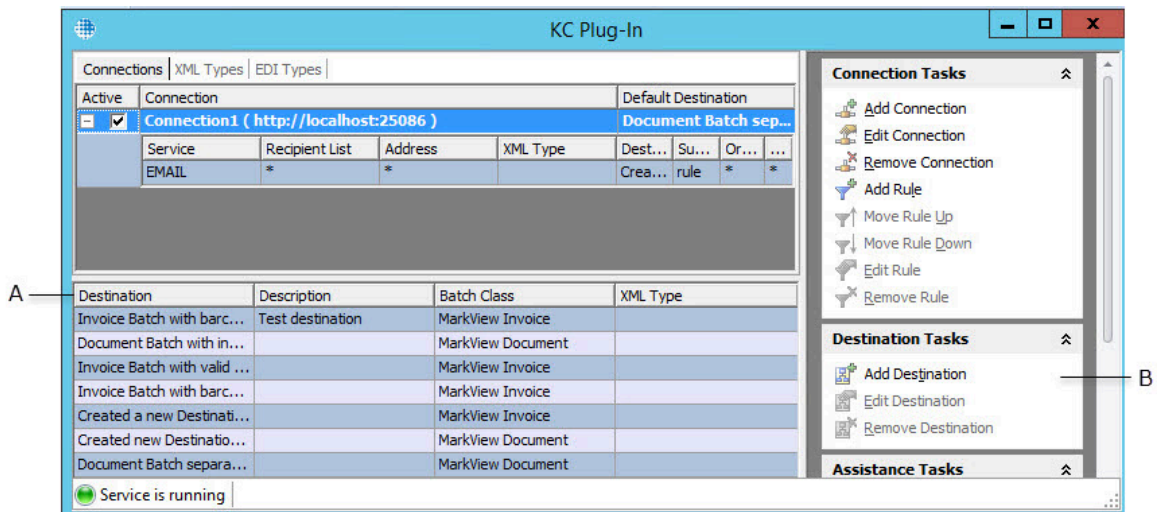 KC Plug-In
Connections XML Types EDI Types
Active Connection Default Destination
Connection1 ( http://localhost:25086 ) Document Batch sep...
Service Recipient List Address XML Type Dest... Su... Or... ...
EMAIL * * Crea... rule * *
A
Destination Description Batch Class XML Type
Invoice Batch with barc... Test destination MarkView Invoice
Document Batch with in... MarkView Document
Invoice Batch with valid ... MarkView Invoice
Invoice Batch with barc... MarkView Invoice
Created a new Destinati... MarkView Invoice
Created new Destinatio... MarkView Document
Document Batch separa... MarkView Document
Service is running
Connection Tasks
Add Connection
Edit Connection
Remove Connection
Add Rule
Move Rule Up
Move Rule Down
Edit Rule
Remove Rule
Destination Tasks
Add Destination
Edit Destination
Remove Destination
B
Assistance Tasks